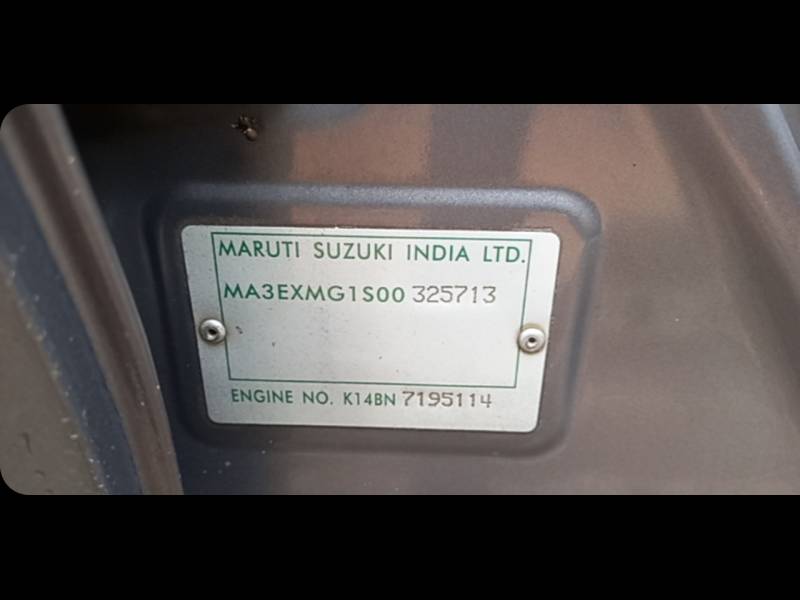 MARUTI SUZUKI INDIA LTD.
MA3EXMG1S00 325713
ENGINE NO. K14BN 7195114